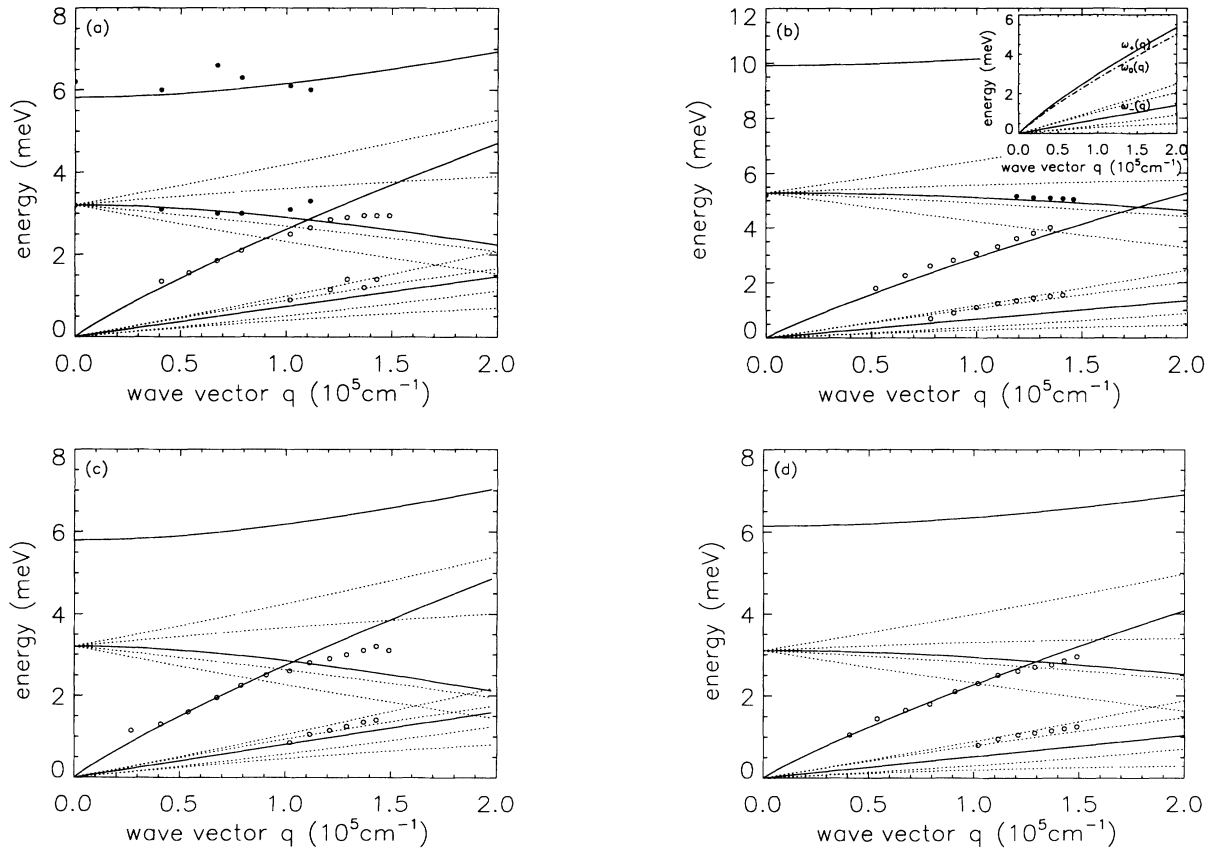 (a)
8
6
4
2
0
energy (meV)
0.0 0.5 1.0 1.5 2.0
wave vector q (10⁵cm⁻¹)
(b)
12
10
8
6
4
2
0
energy (meV)
0.0 0.5 1.0 1.5 2.0
wave vector q (10⁵cm⁻¹)
6
4
2
0
energy (meV)
ω₊(q)
ω₀(q)
ω₋(q)
0.0 0.5 1.0 1.5 2.0
wave vector q (10⁵cm⁻¹)
(c)
8
6
4
2
0
energy (meV)
0.0 0.5 1.0 1.5 2.0
wave vector q (10⁵cm⁻¹)
(d)
8
6
4
2
0
energy (meV)
0.0 0.5 1.0 1.5 2.0
wave vector q (10⁵cm⁻¹)